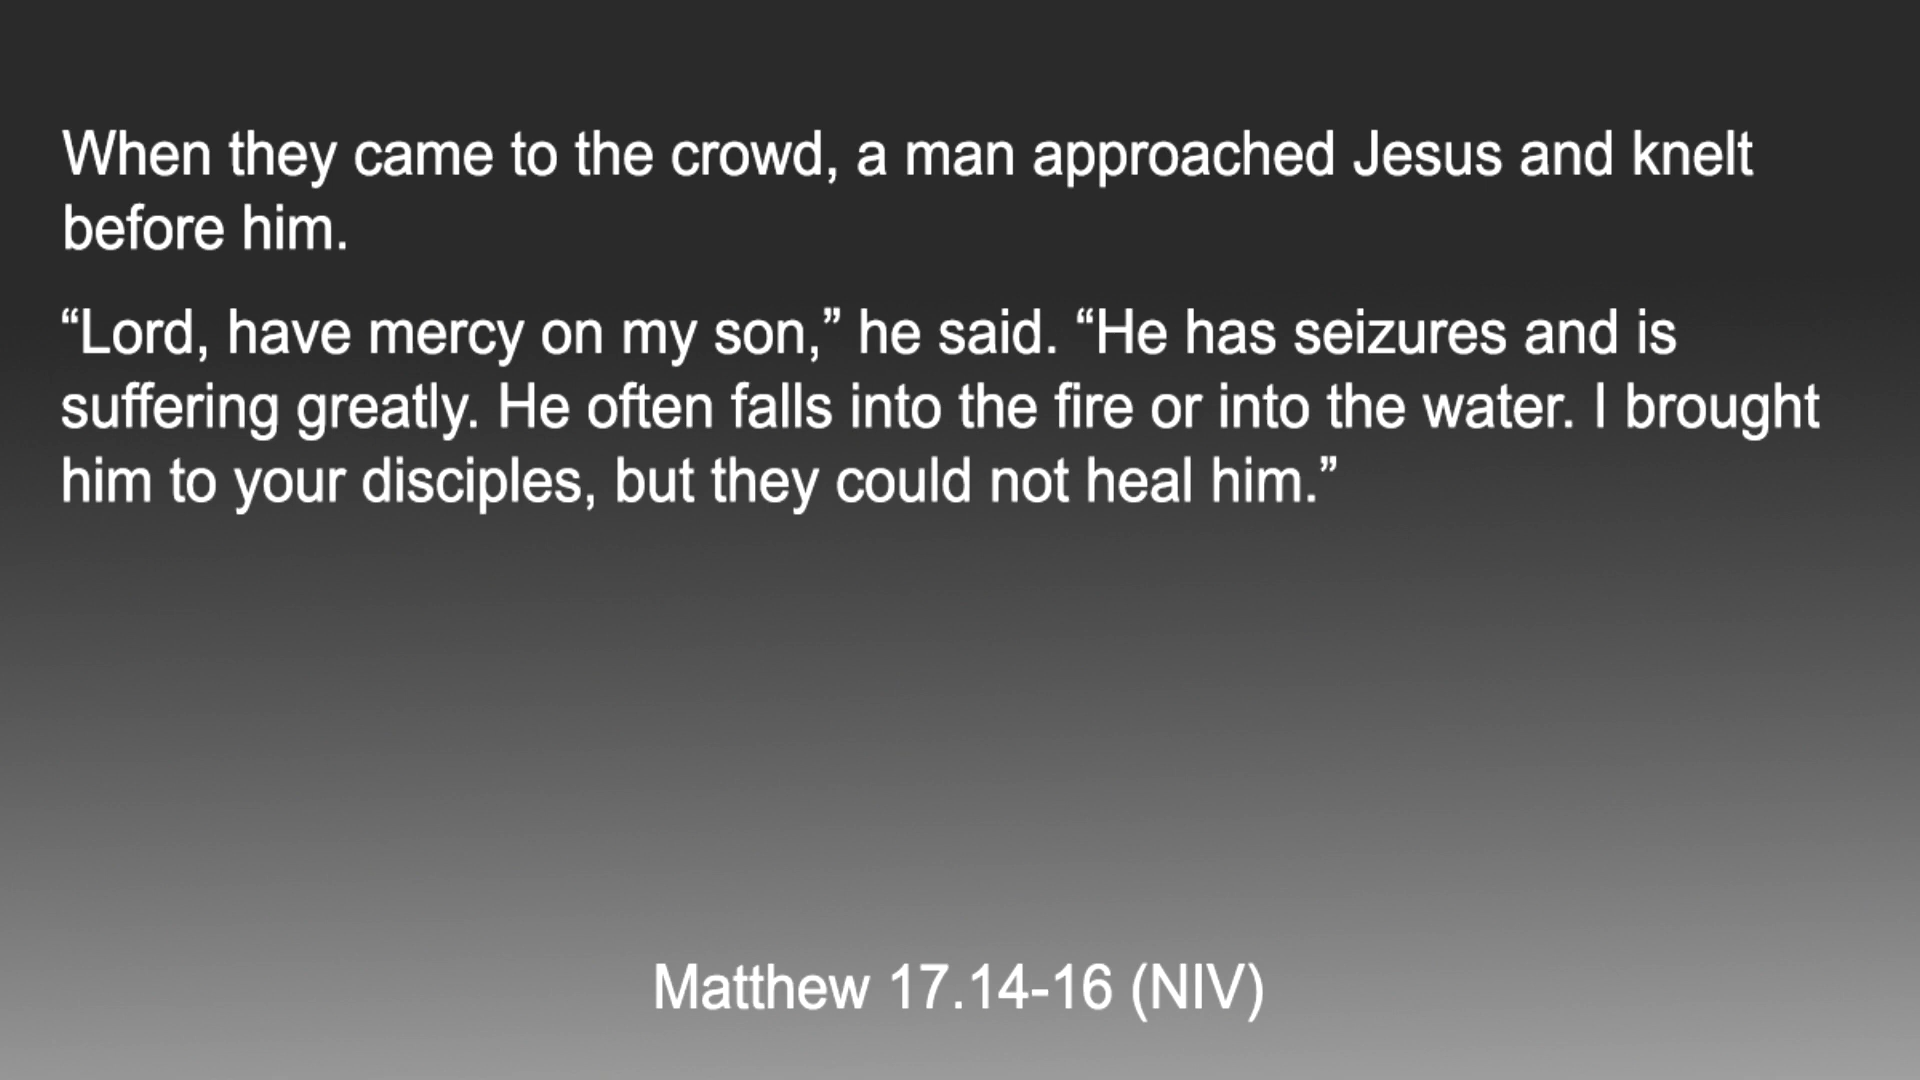 When they came to the crowd, a man approached Jesus and knelt
before him.
“Lord, have mercy on my son,” he said. “He has seizures and is
suffering greatly. He often falls into the fire or into the water. I brought
him to your disciples, but they could not heal him.”
Matthew 17.14-16 (NIV)